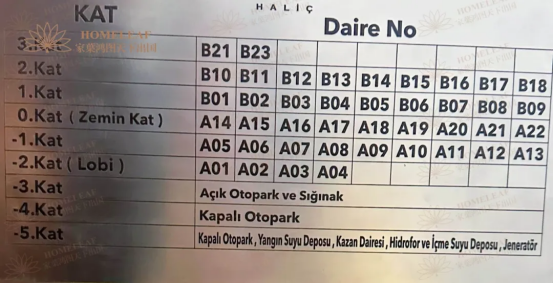 HALİÇ
KAT Daire No
HOMELEAF
3.Kat B21 B23
2.Kat B10 B11 B12 B13 B14 B15 B16 B17 B18
1.Kat B01 B02 B03 B04 B05 B06 B07 B08 B09
0.Kat ( Zemin Kat ) A14 A15 A16 A17 A18 A19 A20 A21 A22
-1.Kat A05 A06 A07 A08 A09 A10 A11 A12 A13
-2.Kat ( Lobi ) A01 A02 A03 A04
-3.Kat Açık Otopark ve Sığınak
-4.Kat Kapalı Otopark
-5.Kat Kapalı Otopark , Yangın Suyu Deposu , Kazan Dairesi , Hidrofor ve İçme Suyu Deposu , Jeneratör